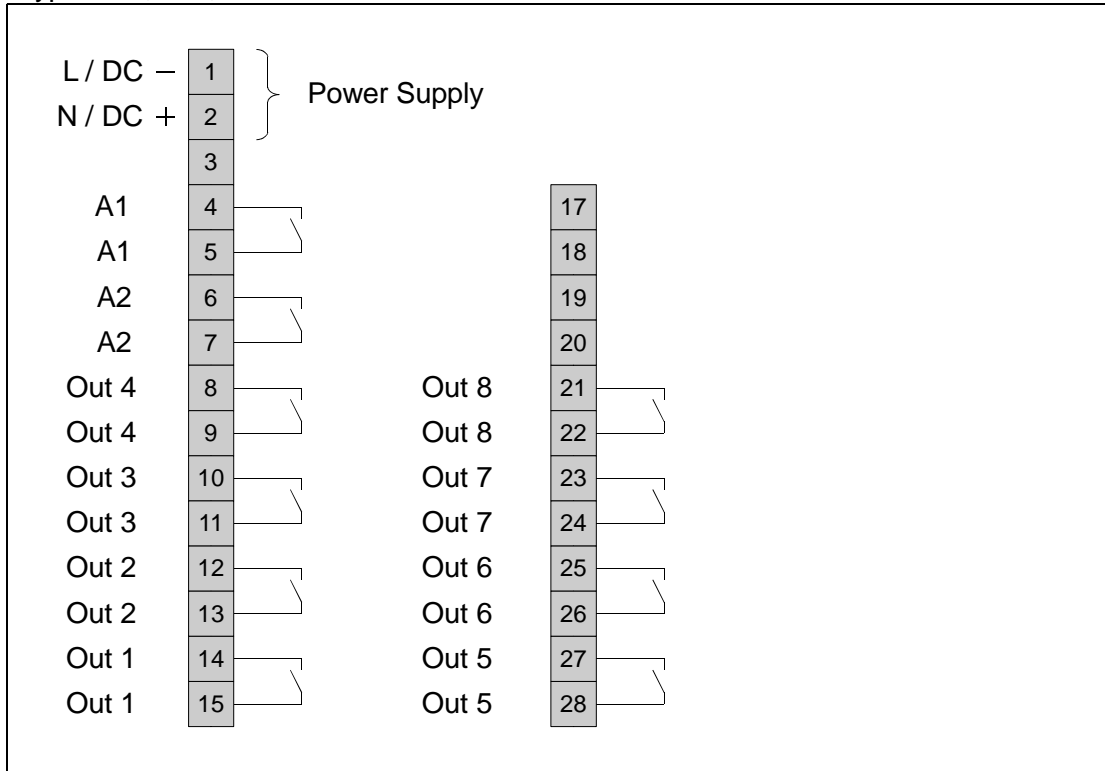 L / DC − 1
N / DC + 2
Power Supply
3
A1 4
A1 5
A2 6
A2 7
Out 4 8
Out 4 9
Out 3 10
Out 3 11
Out 2 12
Out 2 13
Out 1 14
Out 1 15
17
18
19
20
Out 8 21
Out 8 22
Out 7 23
Out 7 24
Out 6 25
Out 6 26
Out 5 27
Out 5 28